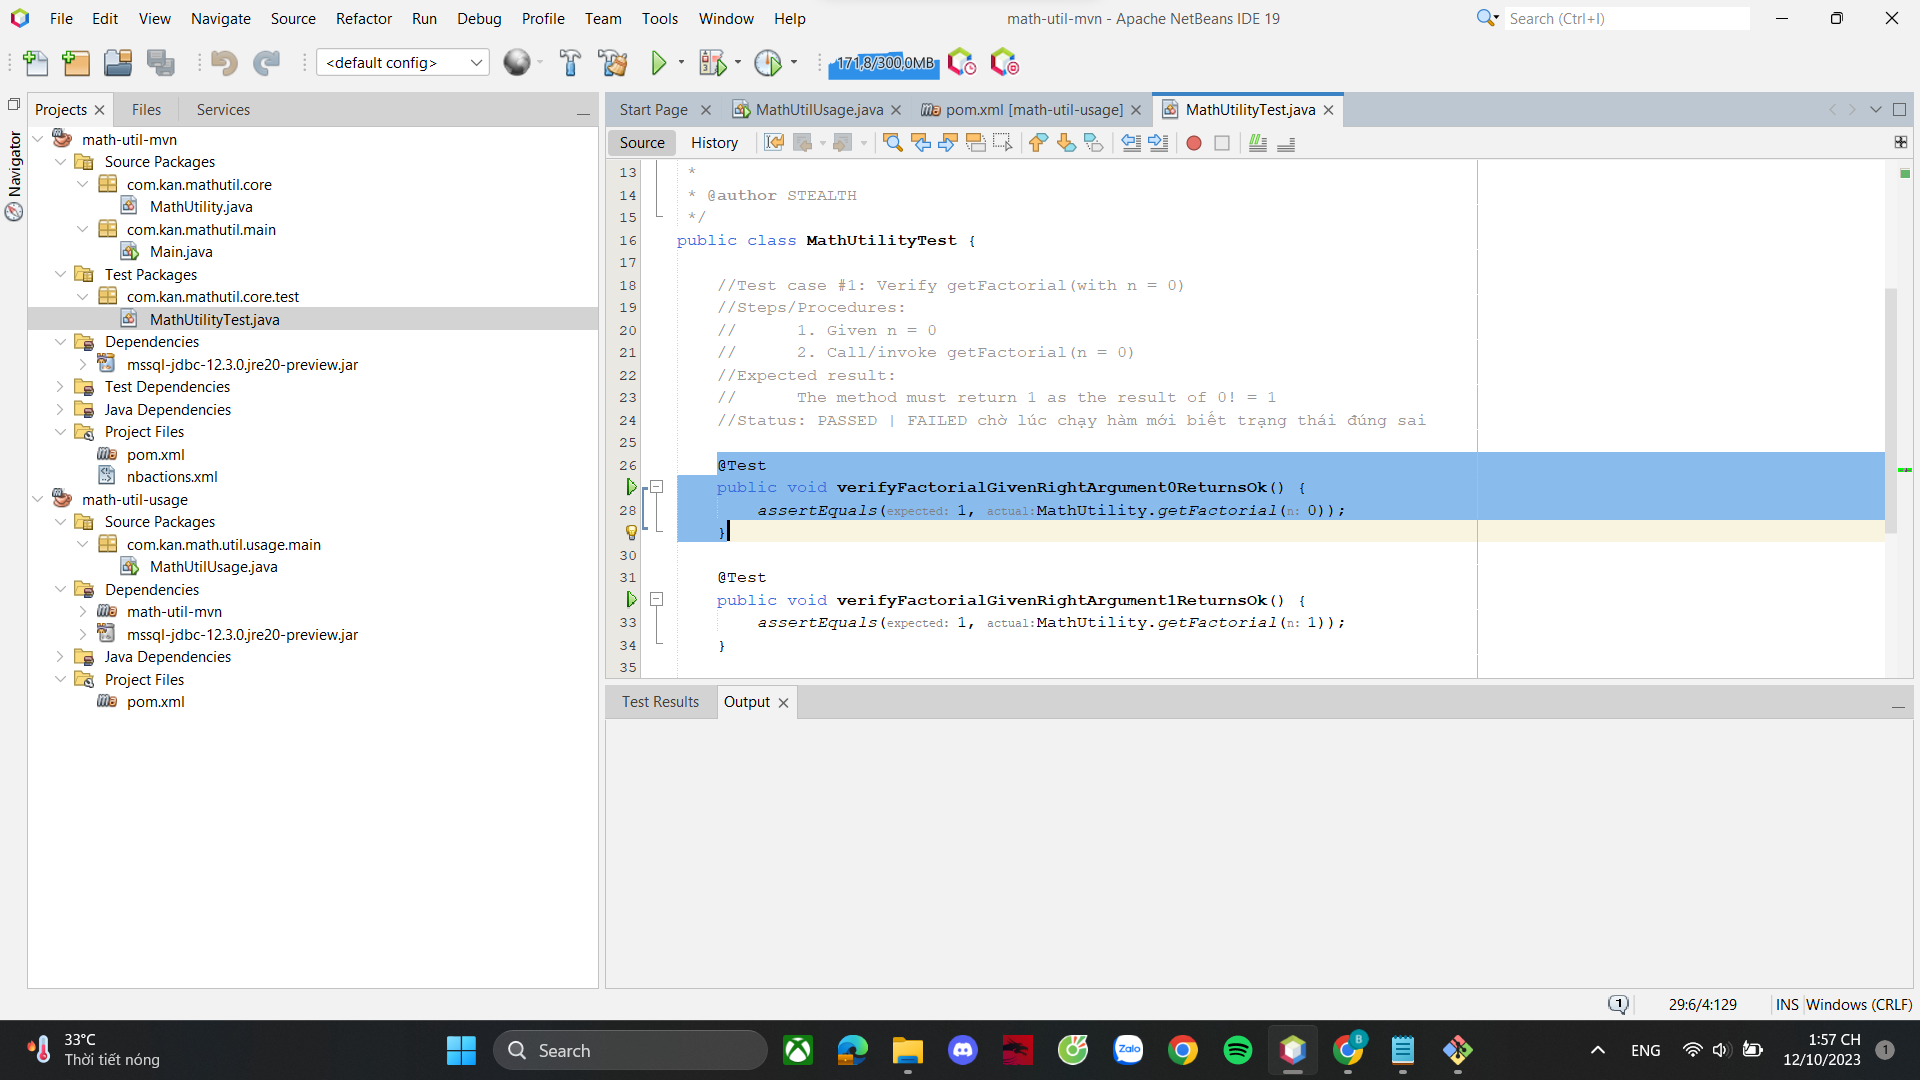 File Edit View Navigate Source Refactor Run Debug Profile Team Tools Window Help
math-util-mvn - Apache NetBeans IDE 19
Search (Ctrl+I)
<default config>
171,8/300,0MB
Navigator
Projects Files Services
math-util-mvn
Source Packages
com.kan.mathutil.core
MathUtility.java
com.kan.mathutil.main
Main.java
Test Packages
com.kan.mathutil.core.test
MathUtilityTest.java
Dependencies
mssql-jdbc-12.3.0.jre20-preview.jar
Test Dependencies
Java Dependencies
Project Files
pom.xml
nbactions.xml
math-util-usage
Source Packages
com.kan.math.util.usage.main
MathUtilUsage.java
Dependencies
math-util-mvn
mssql-jdbc-12.3.0.jre20-preview.jar
Java Dependencies
Project Files
pom.xml
Start Page MathUtilUsage.java pom.xml [math-util-usage] MathUtilityTest.java
Source History
13 *
14 * @author STEALTH
15 */
16 public class MathUtilityTest {
17
18 //Test case #1: Verify getFactorial(with n = 0)
19 //Steps/Procedures:
20 // 1. Given n = 0
21 // 2. Call/invoke getFactorial(n = 0)
22 //Expected result:
23 // The method must return 1 as the result of 0! = 1
24 //Status: PASSED | FAILED chờ lúc chạy hàm mới biết trạng thái đúng sai
25
26 @Test
public void verifyFactorialGivenRightArgument0ReturnsOk() {
28 assertEquals(expected: 1, actual:MathUtility.getFactorial(n: 0));
}
30
31 @Test
public void verifyFactorialGivenRightArgument1ReturnsOk() {
33 assertEquals(expected: 1, actual:MathUtility.getFactorial(n: 1));
34 }
35
Test Results Output
1 29:6/4:129 INS Windows (CRLF)
33°C
Thời tiết nóng
Search
Zalo
B
ENG
1:57 CH
12/10/2023
1